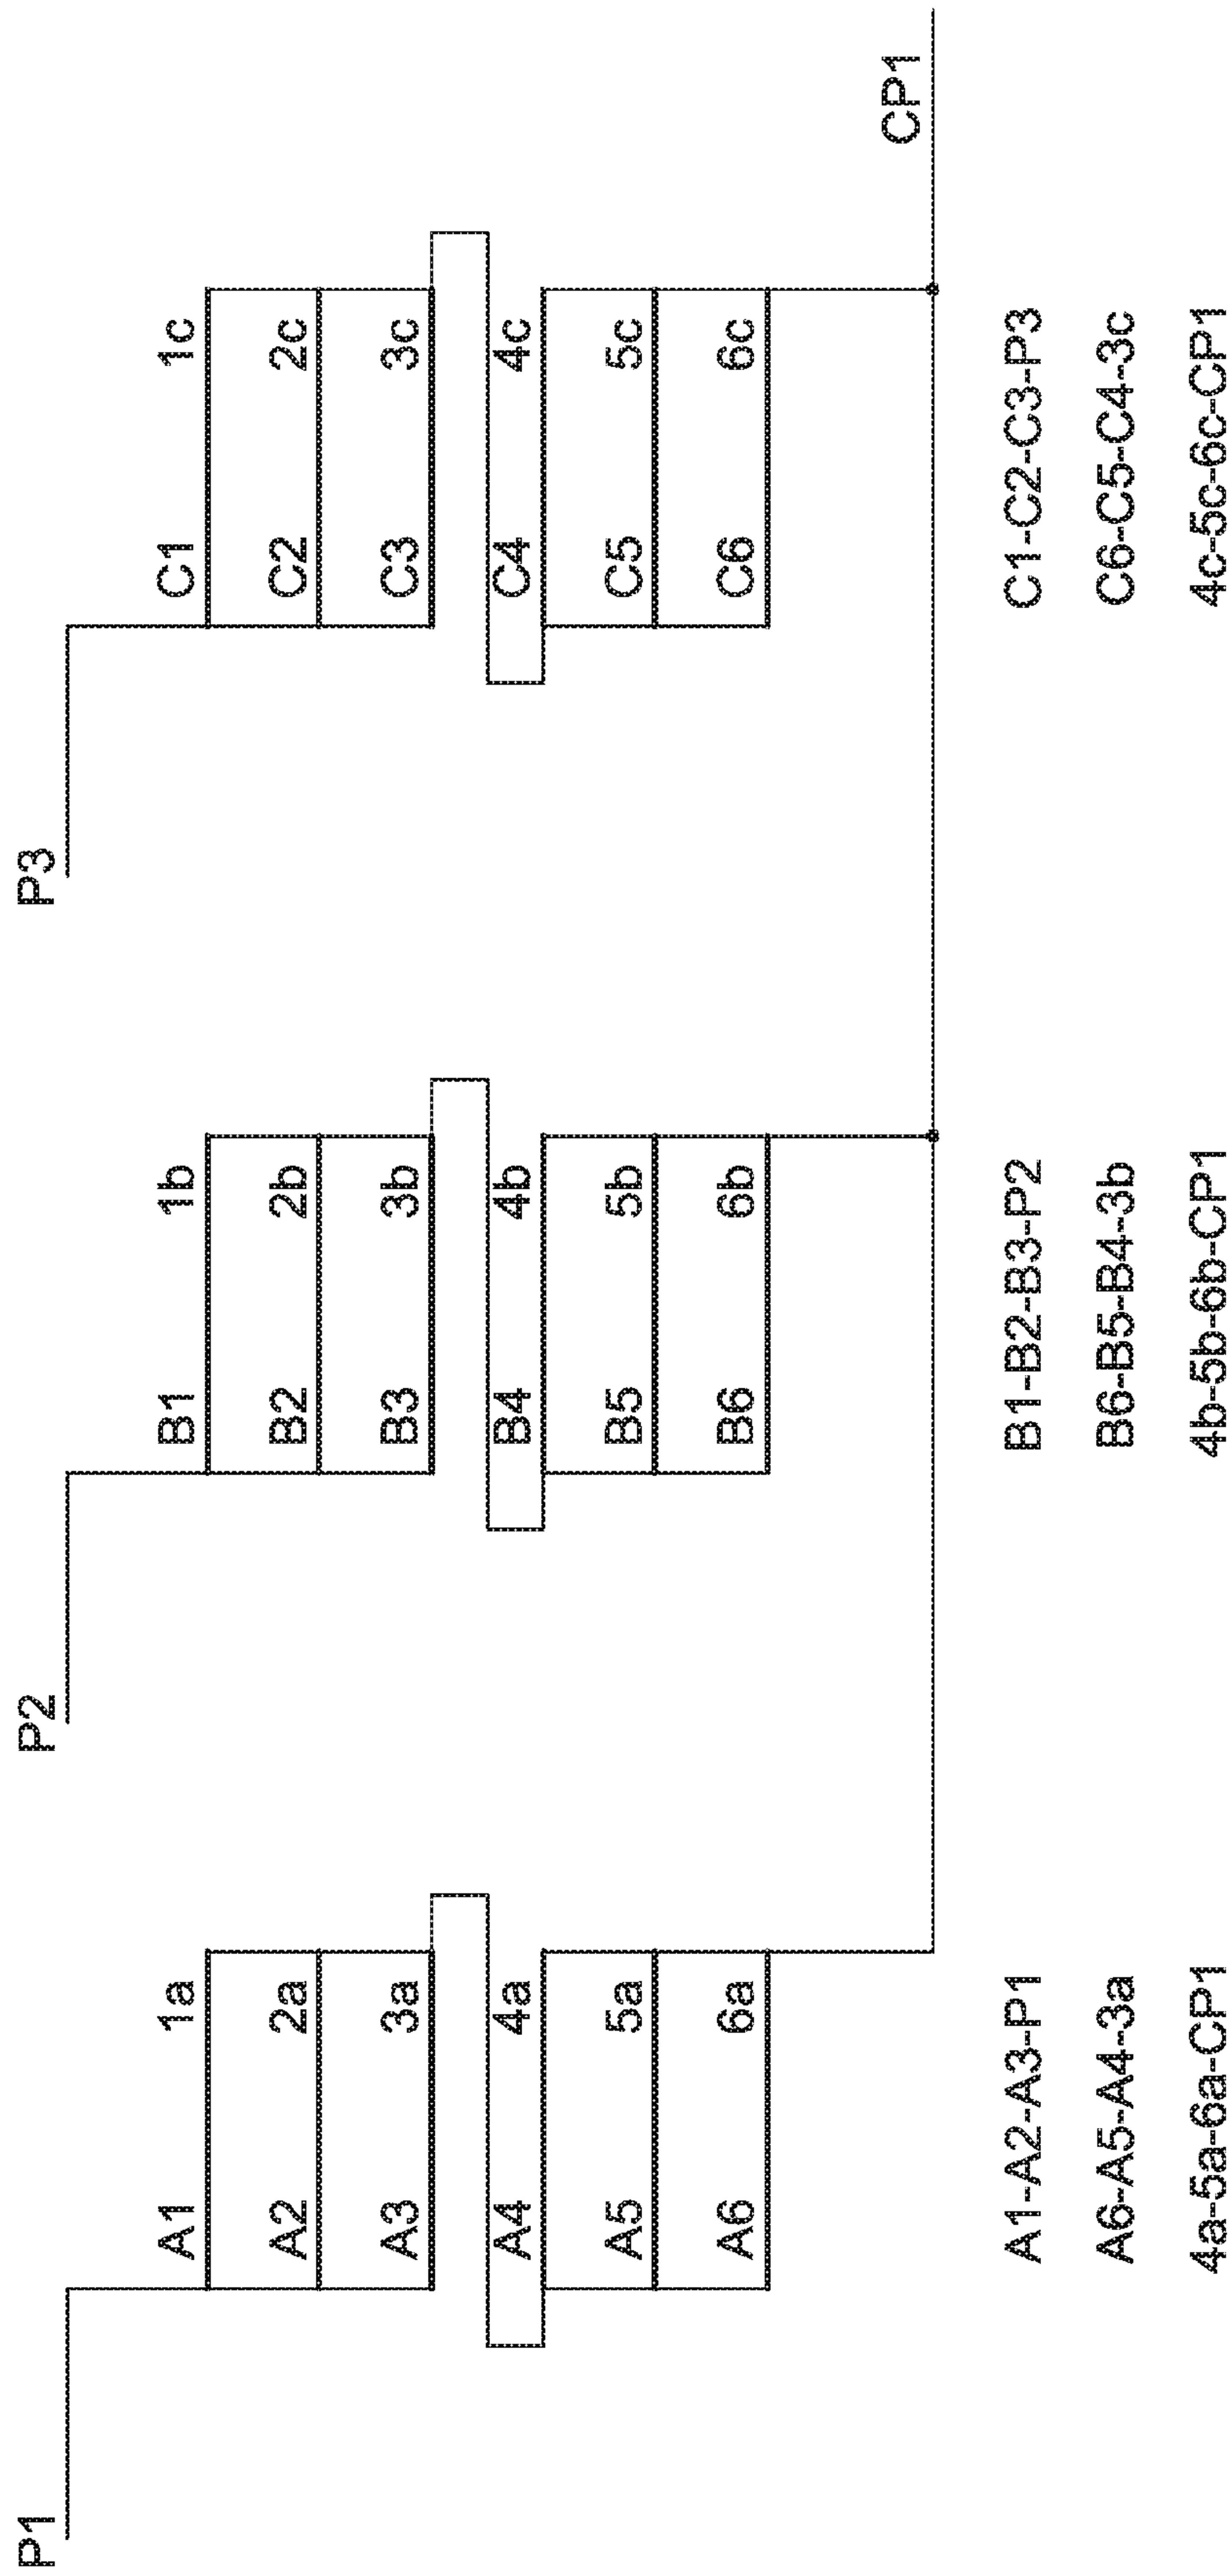 P1 P2 P3
A1 1a B1 1b C1 1c
A2 2a B2 2b C2 2c
A3 3a B3 3b C3 3c
A4 4a B4 4b C4 4c
A5 5a B5 5b C5 5c
A6 6a B6 6b C6 6c
CP1
A1-A2-A3-P1 B1-B2-B3-P2 C1-C2-C3-P3
A6-A5-A4-3a B6-B5-B4-3b C6-C5-C4-3c
4a-5a-6a-CP1 4b-5b-6b-CP1 4c-5c-6c-CP1